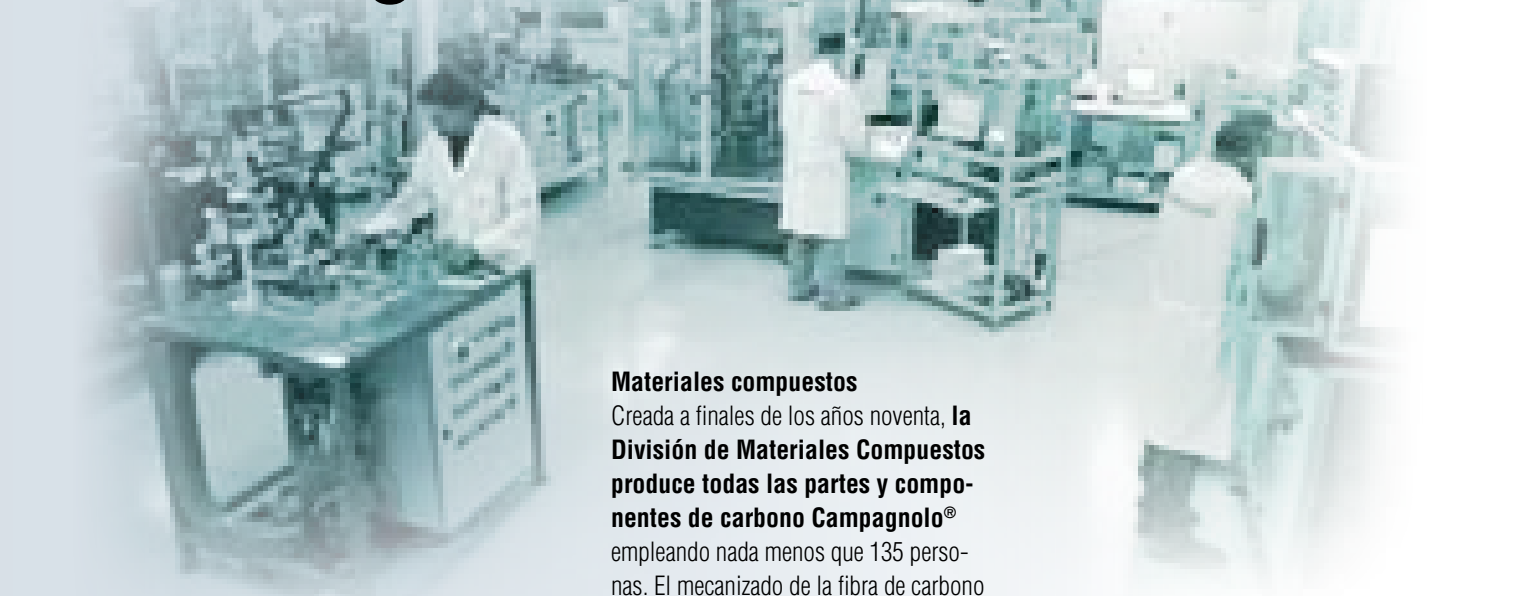 Materiales compuestos
Creada a finales de los años noventa, la
División de Materiales Compuestos
produce todas las partes y compo-
nentes de carbono Campagnolo®
empleando nada menos que 135 perso-
nas. El mecanizado de la fibra de carbono